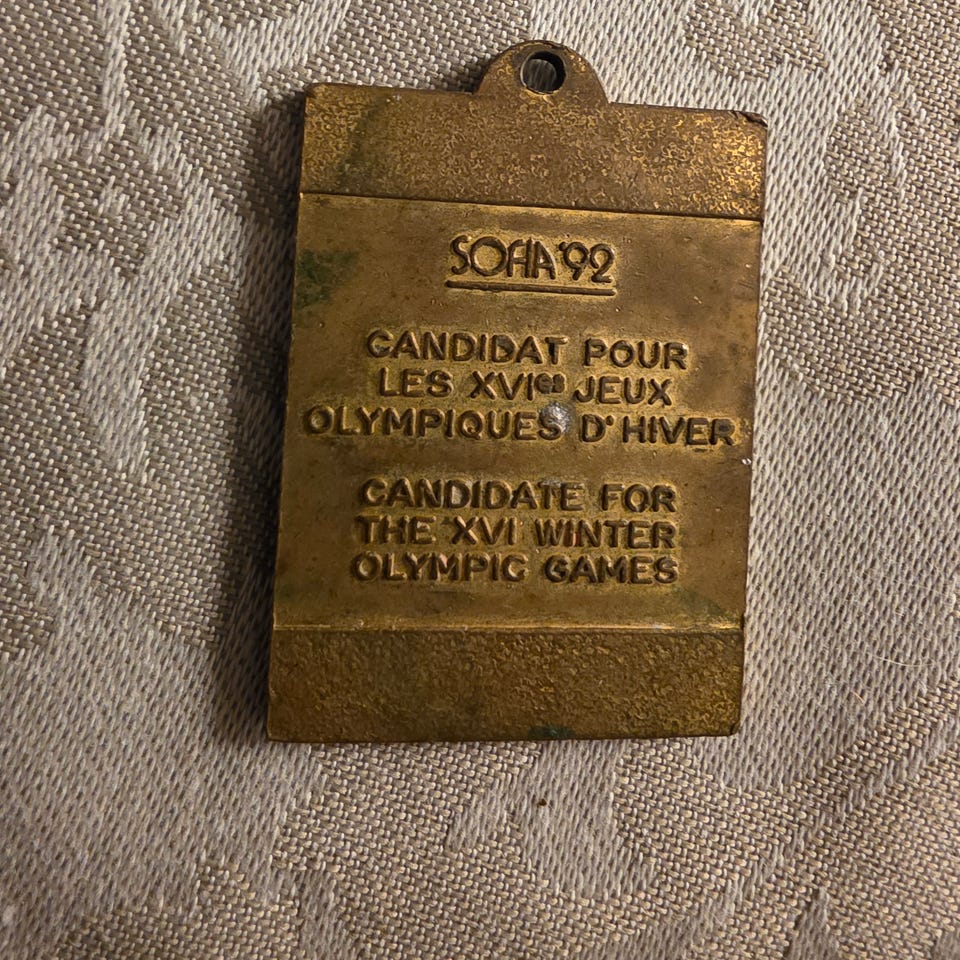 SOFIA '92
CANDIDAT POUR
LES XVIes JEUX
OLYMPIQUES D'HIVER
CANDIDATE FOR
THE XVI WINTER
OLYMPIC GAMES